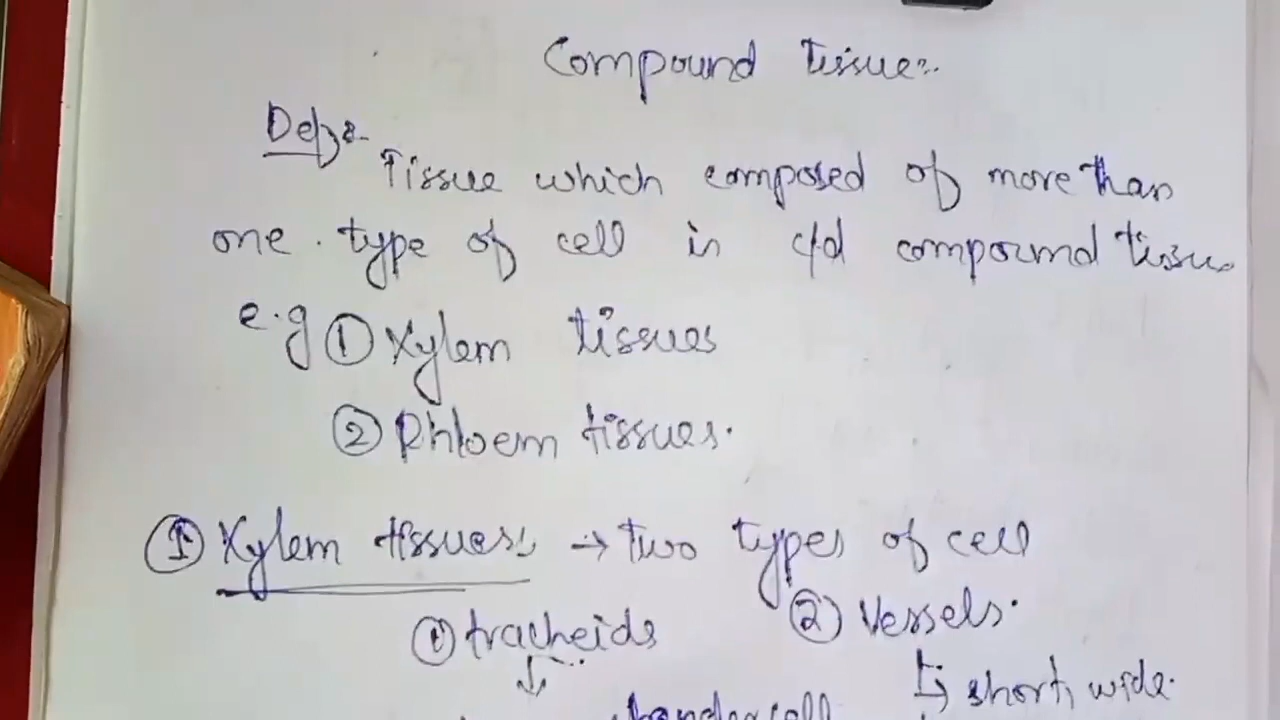 Compound tissue:.
Def:-
Tissue which composed of more than
one type of cell is c/d compound tissue
e.g ① Xylem tissues
② Phloem tissues.
① Xylem tissues:, → two types of cell
① tracheids ② Vessels.
↓ ↳ short, wide.
cell